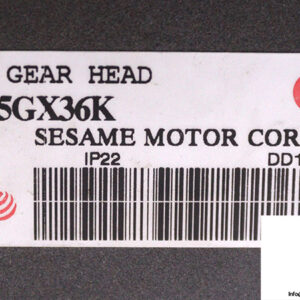 GEAR HEAD
5GX36K
SESAME MOTOR COR
IP22 DD1